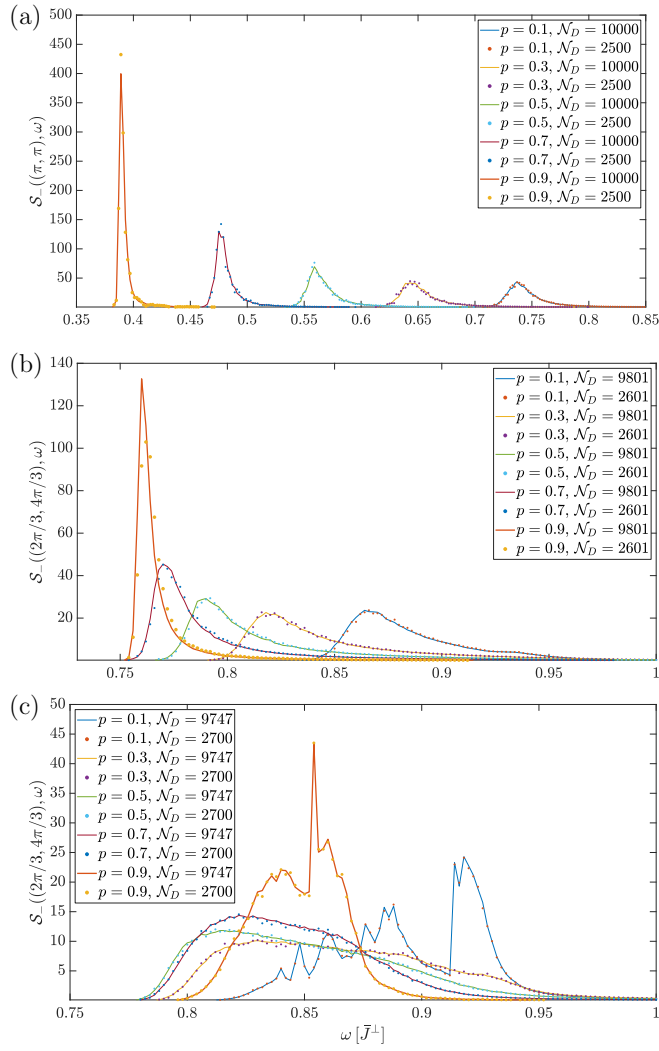 (a)
500
450
400
350
300
250
200
150
100
50
S₋((π, π), ω)
p = 0.1, N_D = 10000
p = 0.1, N_D = 2500
p = 0.3, N_D = 10000
p = 0.3, N_D = 2500
p = 0.5, N_D = 10000
p = 0.5, N_D = 2500
p = 0.7, N_D = 10000
p = 0.7, N_D = 2500
p = 0.9, N_D = 10000
p = 0.9, N_D = 2500
0.35 0.4 0.45 0.5 0.55 0.6 0.65 0.7 0.75 0.8 0.85
(b)
140
120
100
80
60
40
20
S₋((2π/3, 4π/3), ω)
p = 0.1, N_D = 9801
p = 0.1, N_D = 2601
p = 0.3, N_D = 9801
p = 0.3, N_D = 2601
p = 0.5, N_D = 9801
p = 0.5, N_D = 2601
p = 0.7, N_D = 9801
p = 0.7, N_D = 2601
p = 0.9, N_D = 9801
p = 0.9, N_D = 2601
0.75 0.8 0.85 0.9 0.95 1
(c)
50
45
40
35
30
25
20
15
10
5
S₋((2π/3, 4π/3), ω)
p = 0.1, N_D = 9747
p = 0.1, N_D = 2700
p = 0.3, N_D = 9747
p = 0.3, N_D = 2700
p = 0.5, N_D = 9747
p = 0.5, N_D = 2700
p = 0.7, N_D = 9747
p = 0.7, N_D = 2700
p = 0.9, N_D = 9747
p = 0.9, N_D = 2700
0.75 0.8 0.85 0.9 0.95 1
ω [J̄^⊥]